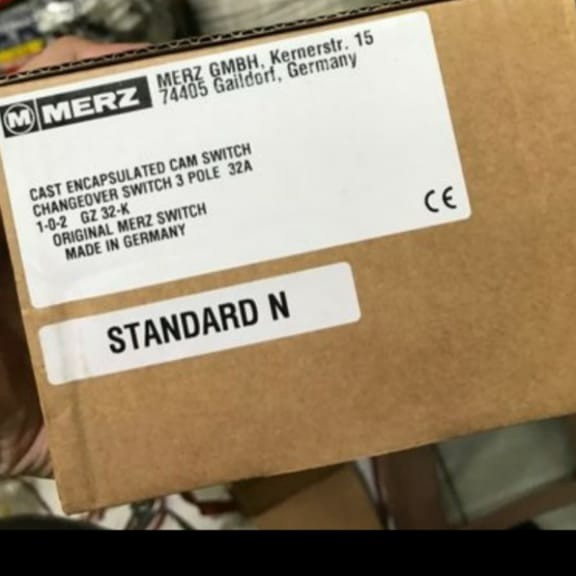 M MERZ
MERZ GMBH, Kernerstr. 15
74405 Gaildorf, Germany
CAST ENCAPSULATED CAM SWITCH
CHANGEOVER SWITCH 3 POLE 32A
1-0-2 GZ 32-K
ORIGINAL MERZ SWITCH
MADE IN GERMANY
CE
STANDARD N